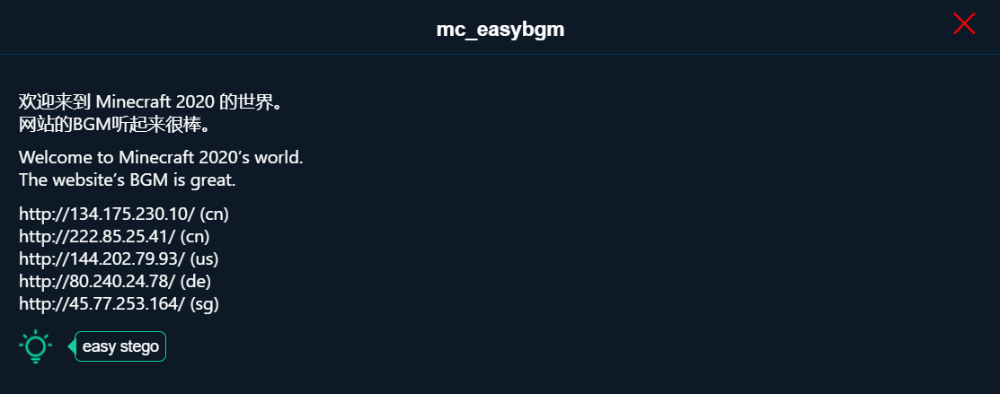 mc_easybgm
欢迎来到 Minecraft 2020 的世界。
网站的BGM听起来很棒。
Welcome to Minecraft 2020’s world.
The website’s BGM is great.
http://134.175.230.10/ (cn)
http://222.85.25.41/ (cn)
http://144.202.79.93/ (us)
http://80.240.24.78/ (de)
http://45.77.253.164/ (sg)
easy stego